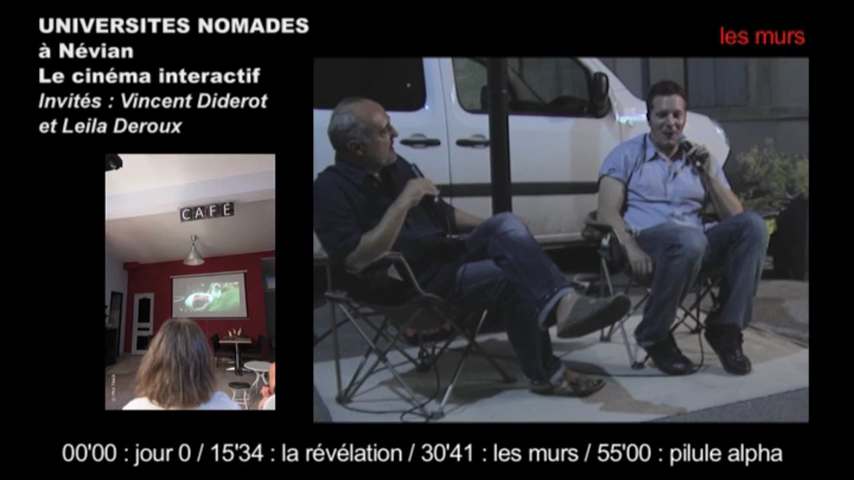 UNIVERSITES NOMADES
à Névian
Le cinéma interactif
Invités : Vincent Diderot
et Leila Deroux
les murs
CAFÉ
00'00 : jour 0 / 15'34 : la révélation / 30'41 : les murs / 55'00 : pilule alpha